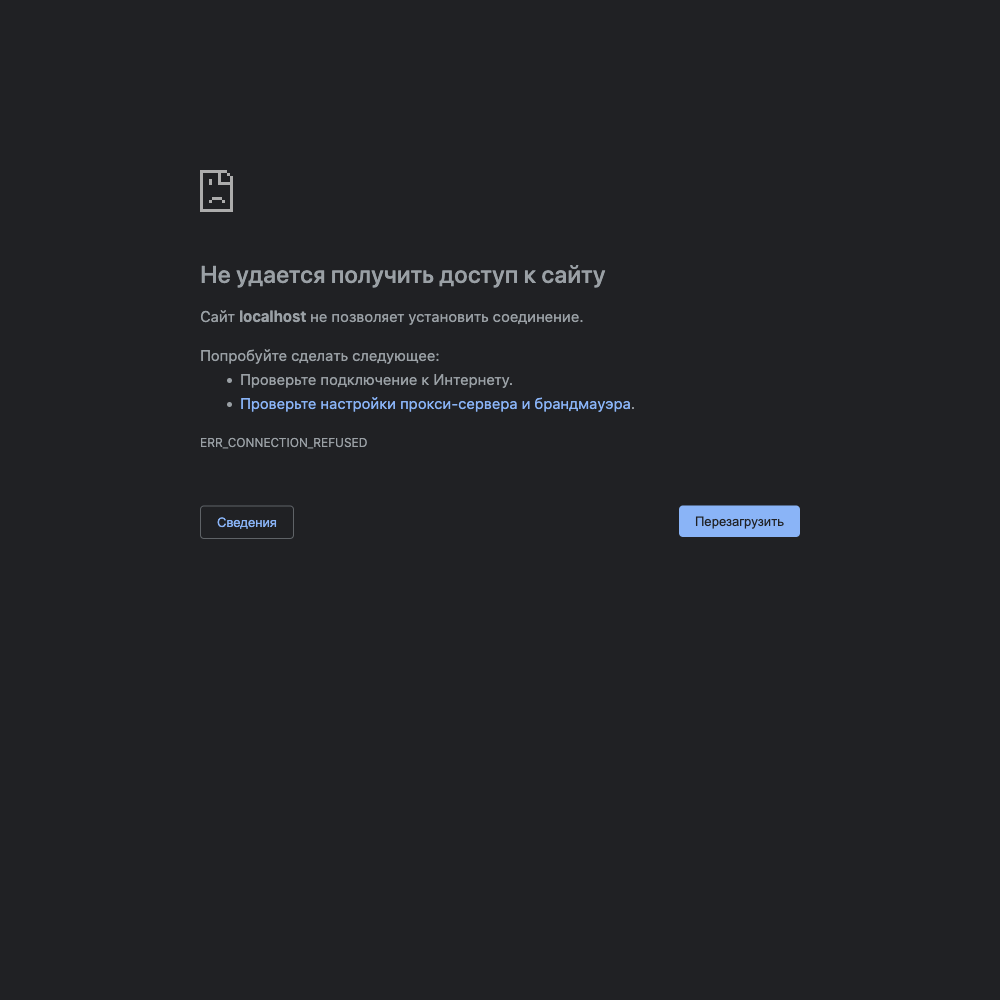 Не удается получить доступ к сайту
Сайт localhost не позволяет установить соединение.
Попробуйте сделать следующее:
Проверьте подключение к Интернету.
Проверьте настройки прокси-сервера и брандмауэра.
ERR_CONNECTION_REFUSED
Сведения
Перезагрузить